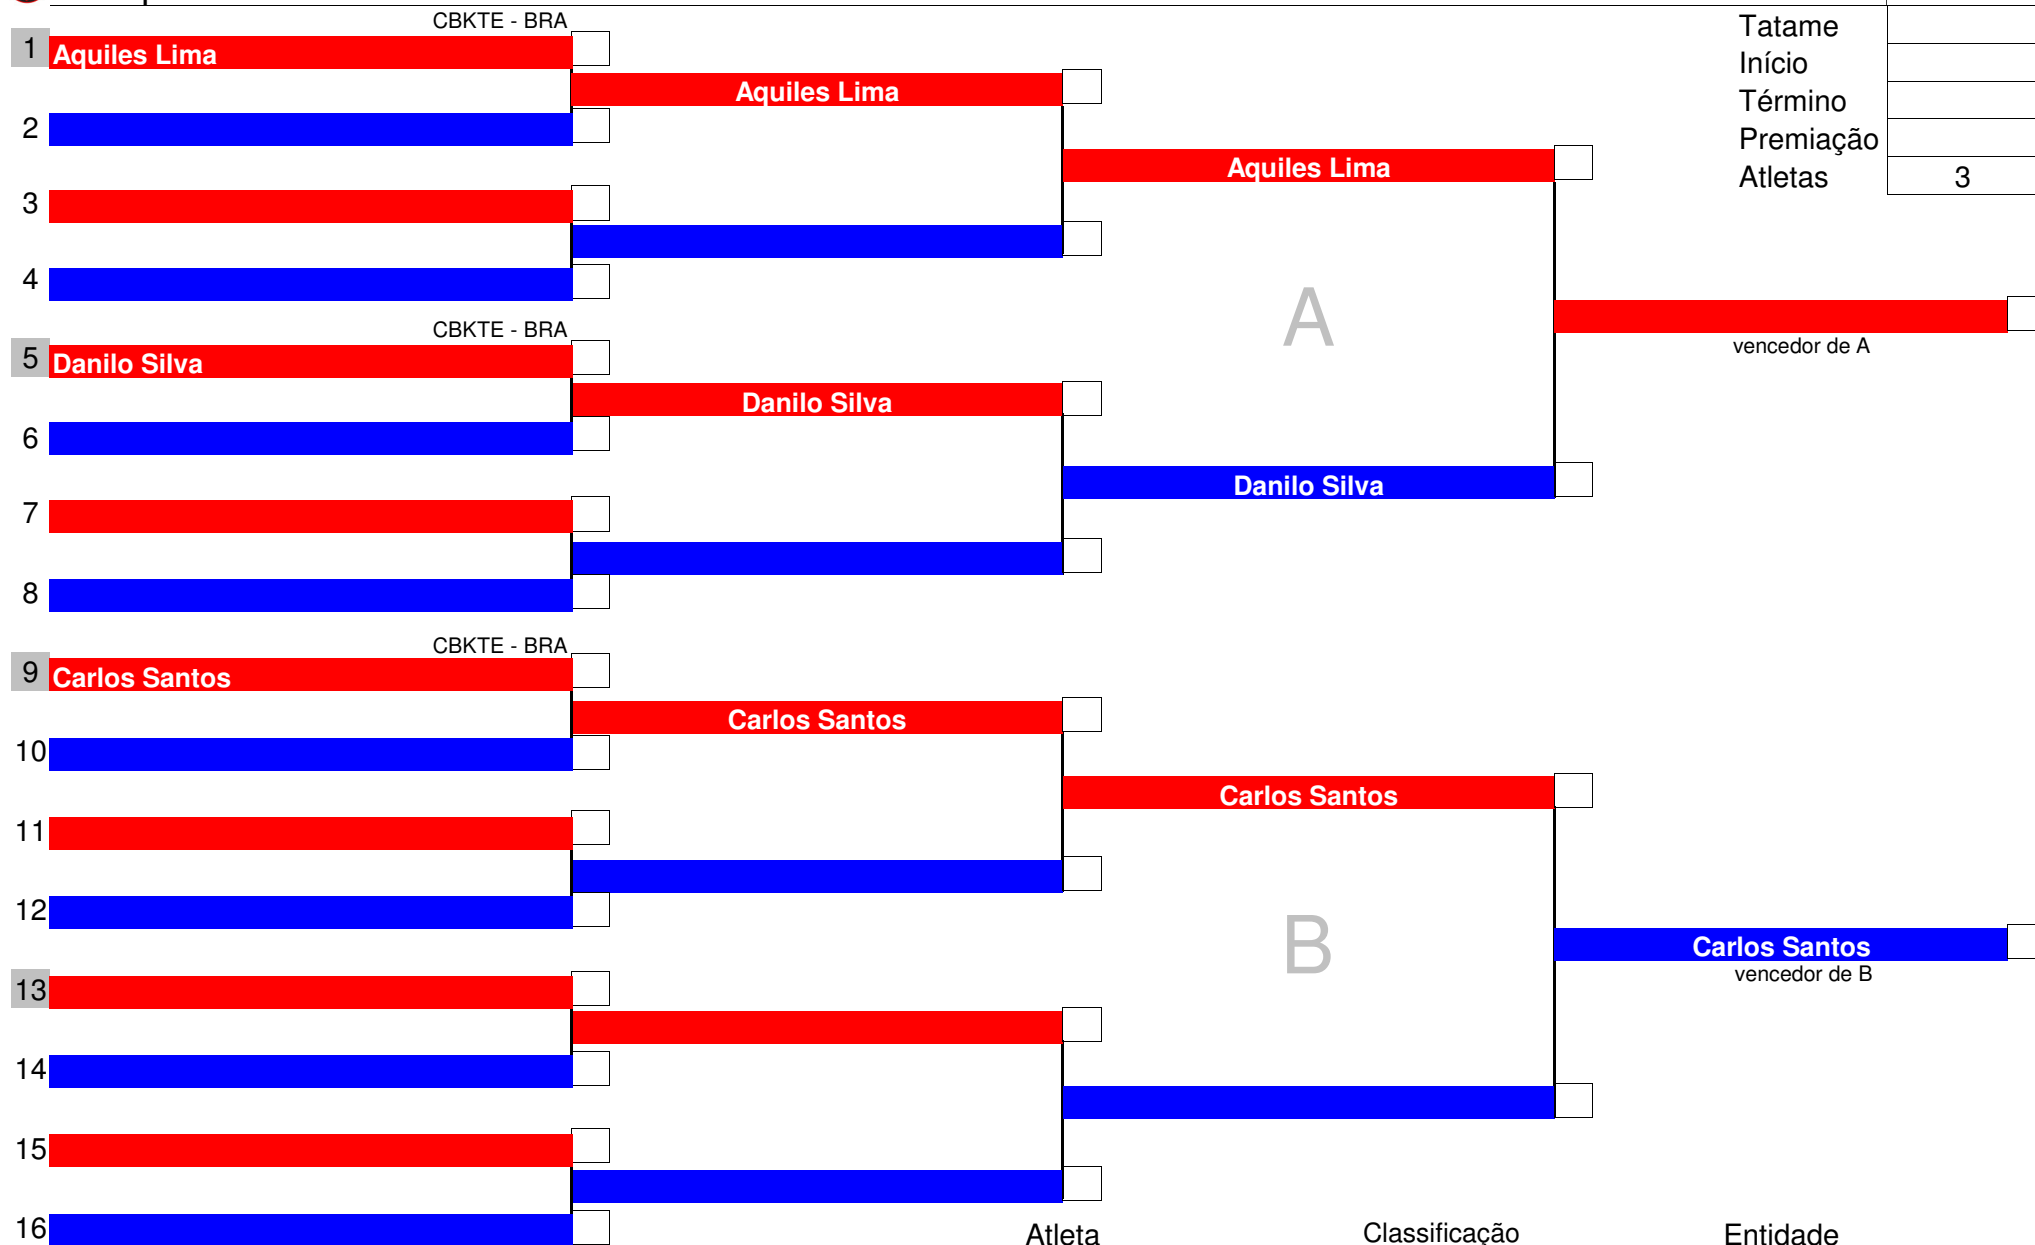 CBKTE - BRA
Tatame
1 Aquiles Lima
Aquiles Lima
Início
Término
2
Premiação
Aquiles Lima
Atletas 3
3
4
A
CBKTE - BRA
vencedor de A
5 Danilo Silva
Danilo Silva
6
Danilo Silva
7
8
CBKTE - BRA
9 Carlos Santos
Carlos Santos
10
Carlos Santos
11
12
B
Carlos Santos
vencedor de B
13
14
15
16
Atleta Classificação Entidade